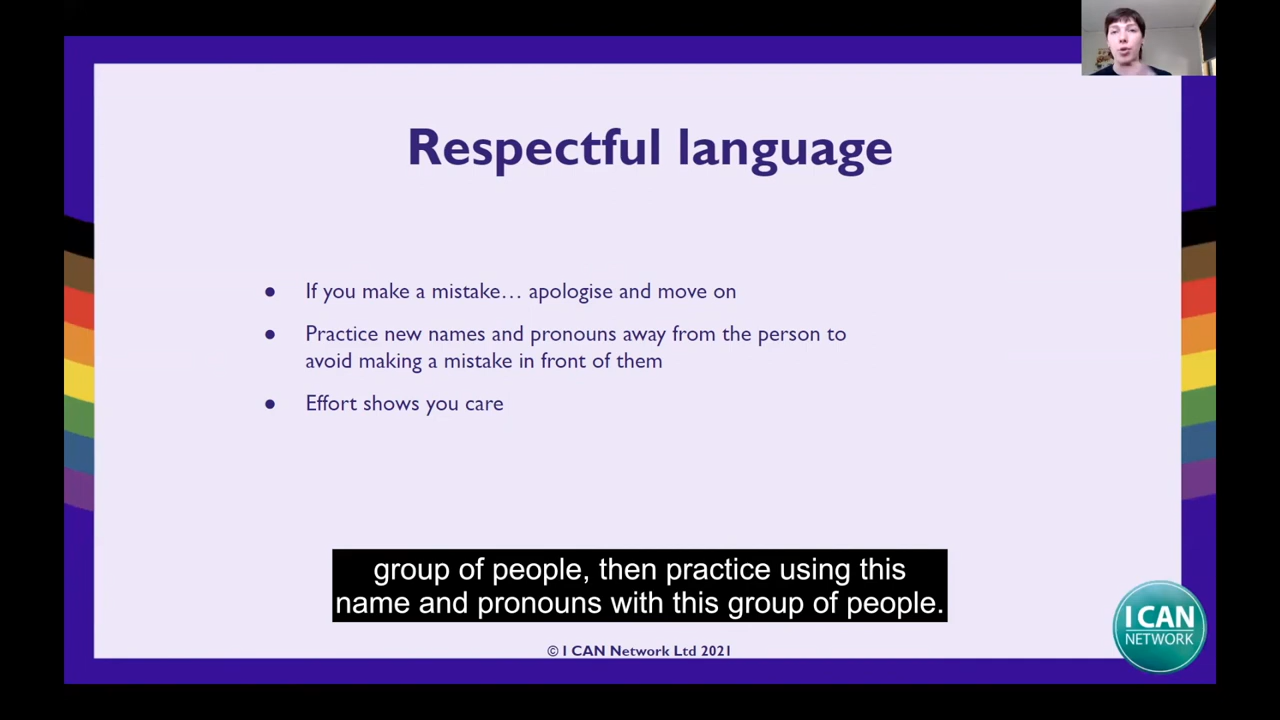 Respectful language
● If you make a mistake… apologise and move on
● Practice new names and pronouns away from the person to
avoid making a mistake in front of them
● Effort shows you care
group of people, then practice using this
name and pronouns with this group of people.
I CAN
NETWORK
© I CAN Network Ltd 2021